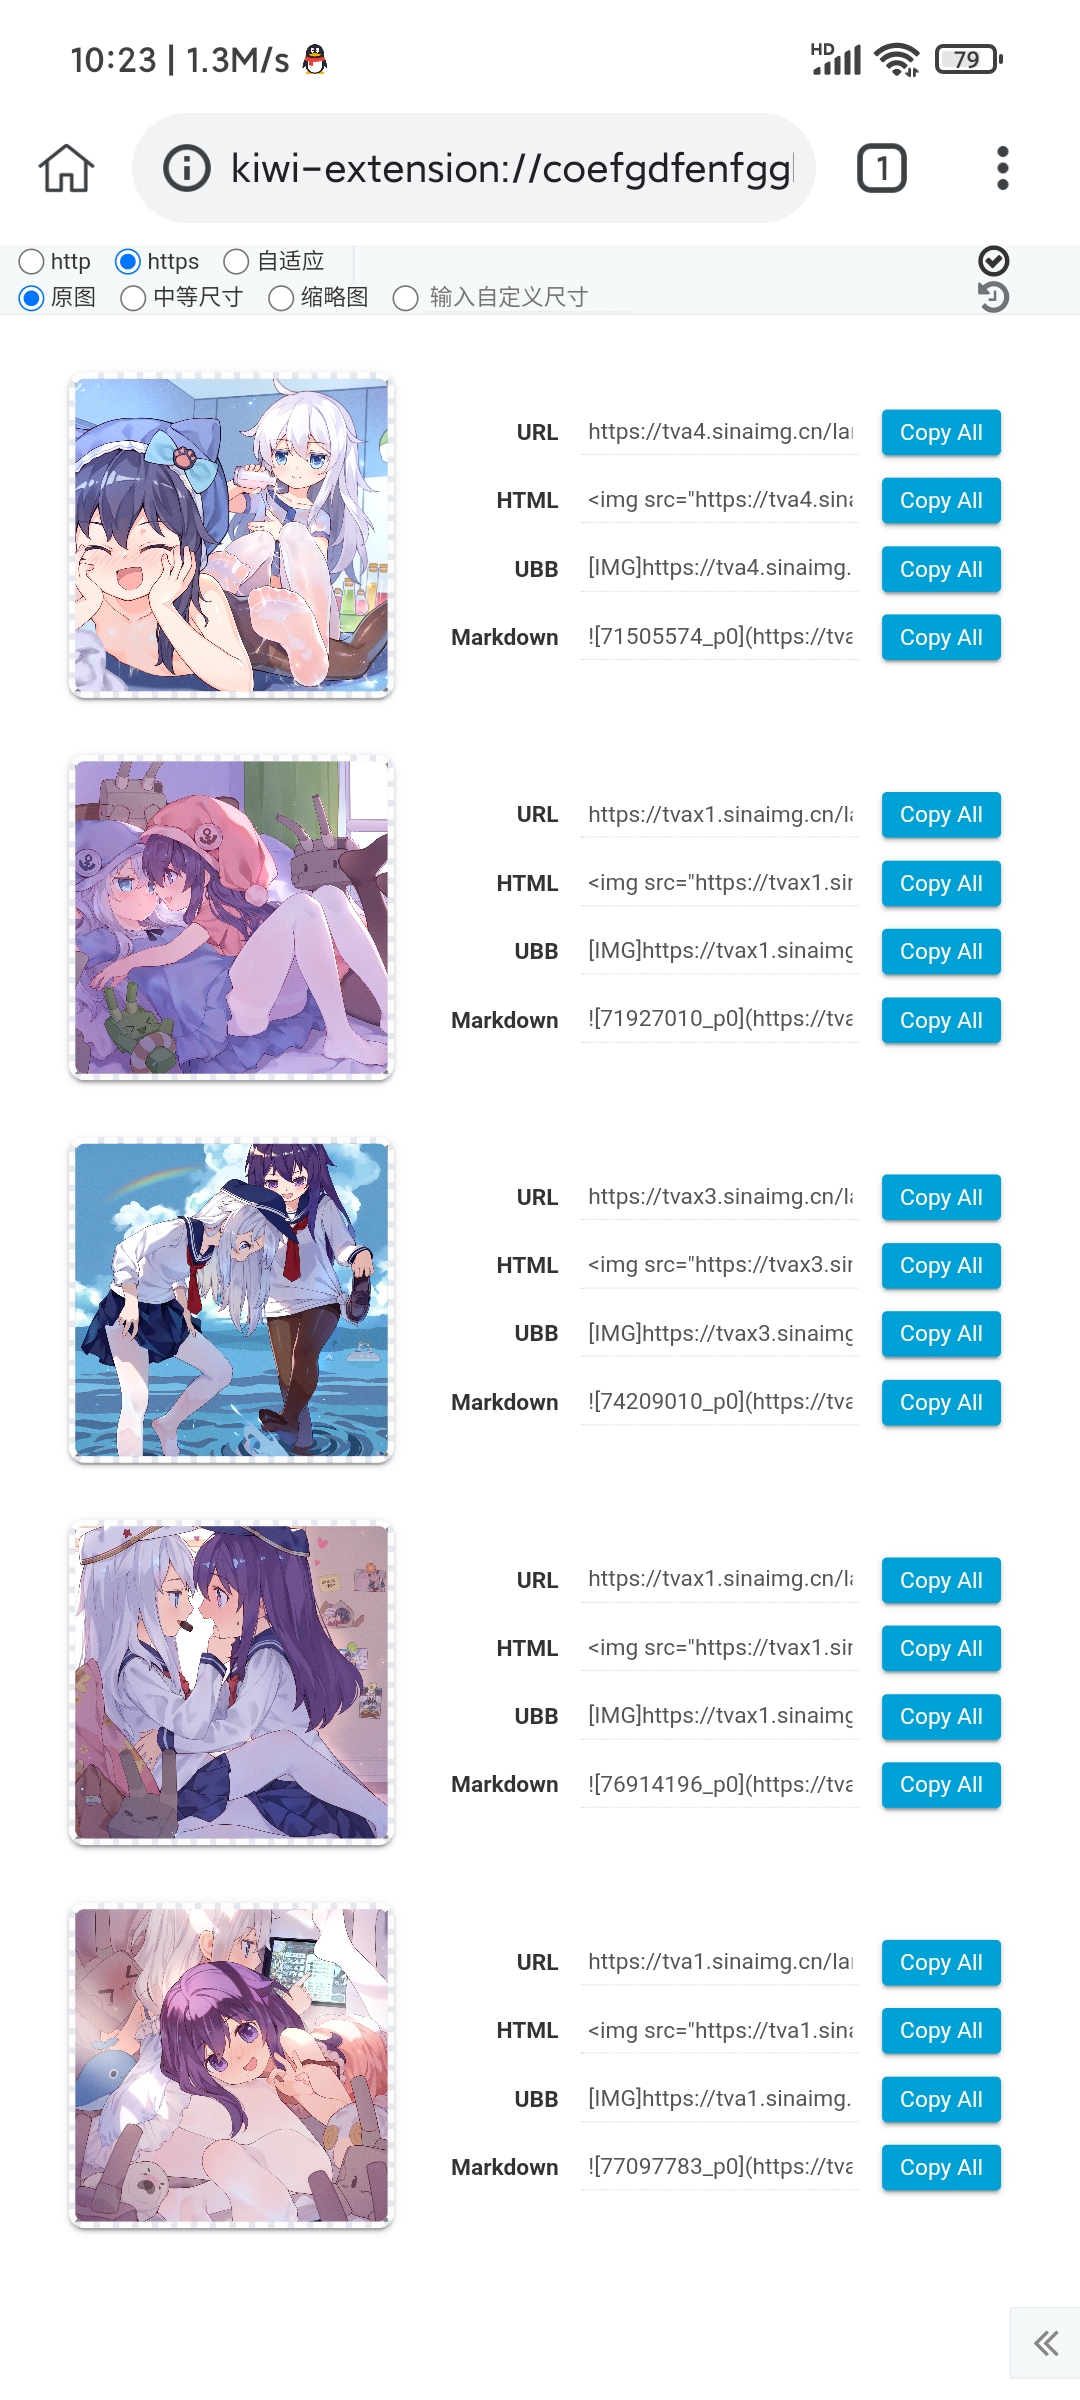 10:23 | 1.3M/s
HD
79
kiwi-extension://coefgdfenfgg
1
http https 自适应
原图 中等尺寸 缩略图 输入自定义尺寸
URL https://tva4.sinaimg.cn/lar Copy All
HTML <img src="https://tva4.sina Copy All
UBB [IMG]https://tva4.sinaimg. Copy All
Markdown ![71505574_p0](https://tva Copy All
URL https://tvax1.sinaimg.cn/la Copy All
HTML <img src="https://tvax1.sin Copy All
UBB [IMG]https://tvax1.sinaimg Copy All
Markdown ![71927010_p0](https://tva Copy All
URL https://tvax3.sinaimg.cn/la Copy All
HTML <img src="https://tvax3.sin Copy All
UBB [IMG]https://tvax3.sinaimg Copy All
Markdown ![74209010_p0](https://tva Copy All
URL https://tvax1.sinaimg.cn/la Copy All
HTML <img src="https://tvax1.sin Copy All
UBB [IMG]https://tvax1.sinaimg Copy All
Markdown ![76914196_p0](https://tva Copy All
URL https://tva1.sinaimg.cn/lar Copy All
HTML <img src="https://tva1.sina Copy All
UBB [IMG]https://tva1.sinaimg. Copy All
Markdown ![77097783_p0](https://tva Copy All